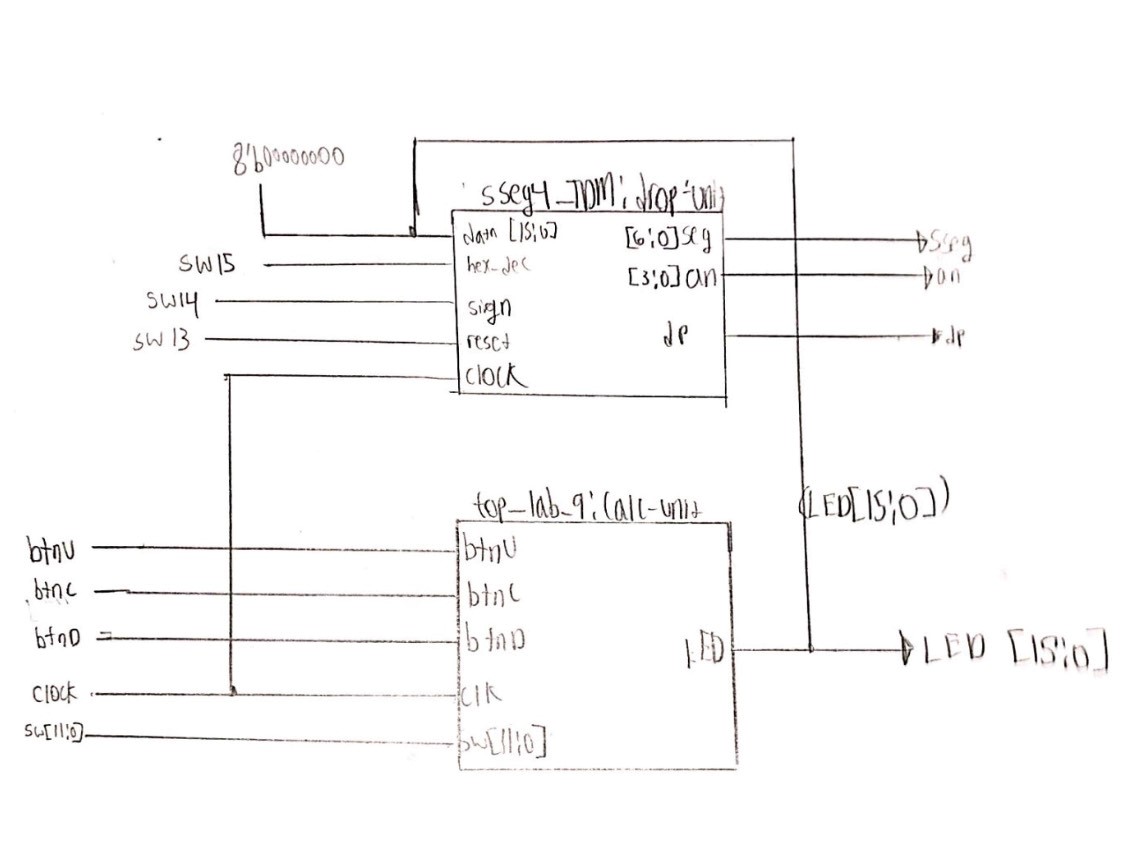 8'b00000000
sseg4_TDM:drop-unit
data [15:0]
[6:0]seg
sseg
SW15
hex_dec
[3:0]an
an
SW14
sign
SW13
reset
dp
dp
clock
top_lab_9:calc-unit
(LED[15:0])
btnU
btnU
btnC
btnC
btnD
btnD
LED
LED [15:0]
clock
clk
sw[11:0]
sw[11:0]